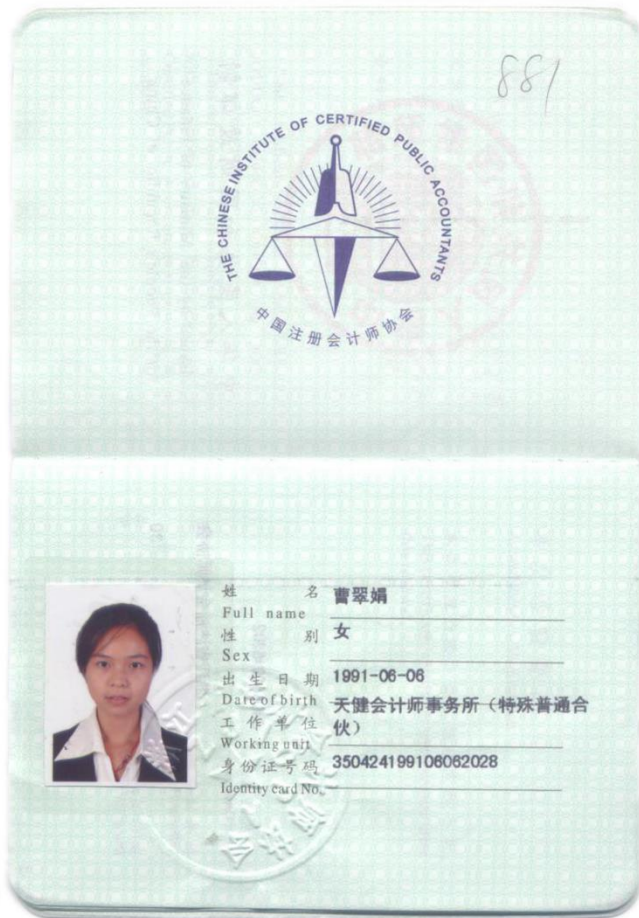 881
THE CHINESE INSTITUTE OF CERTIFIED PUBLIC ACCOUNTANTS
中国注册会计师协会
姓 名 曹翠娟
Full name
性 别 女
Sex
出生日期 1991-06-06
Date of birth
工作单位 天健会计师事务所（特殊普通合
伙）
Working unit
身份证号码 350424199106062028
Identity card No.